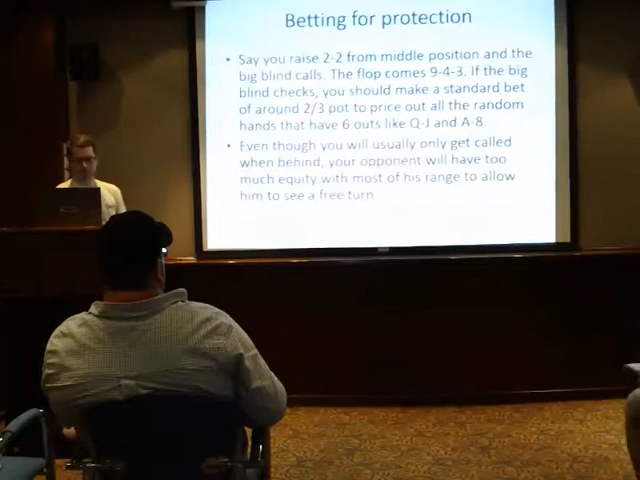 Betting for protection
• Say you raise 2-2 from middle position and the
big blind calls. The flop comes 9-4-3. If the big
blind checks, you should make a standard bet
of around 2/3 pot to price out all the random
hands that have 6 outs like Q-J and A-8.
• Even though you will usually only get called
when behind, your opponent will have too
much equity with most of his range to allow
him to see a free turn